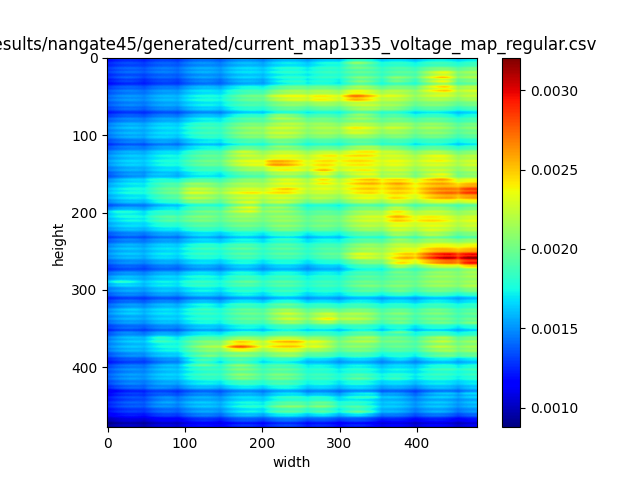 esults/nangate45/generated/current_map1335_voltage_map_regular.csv
0
100
200
300
400
height
0 100 200 300 400
width
0.0030
0.0025
0.0020
0.0015
0.0010